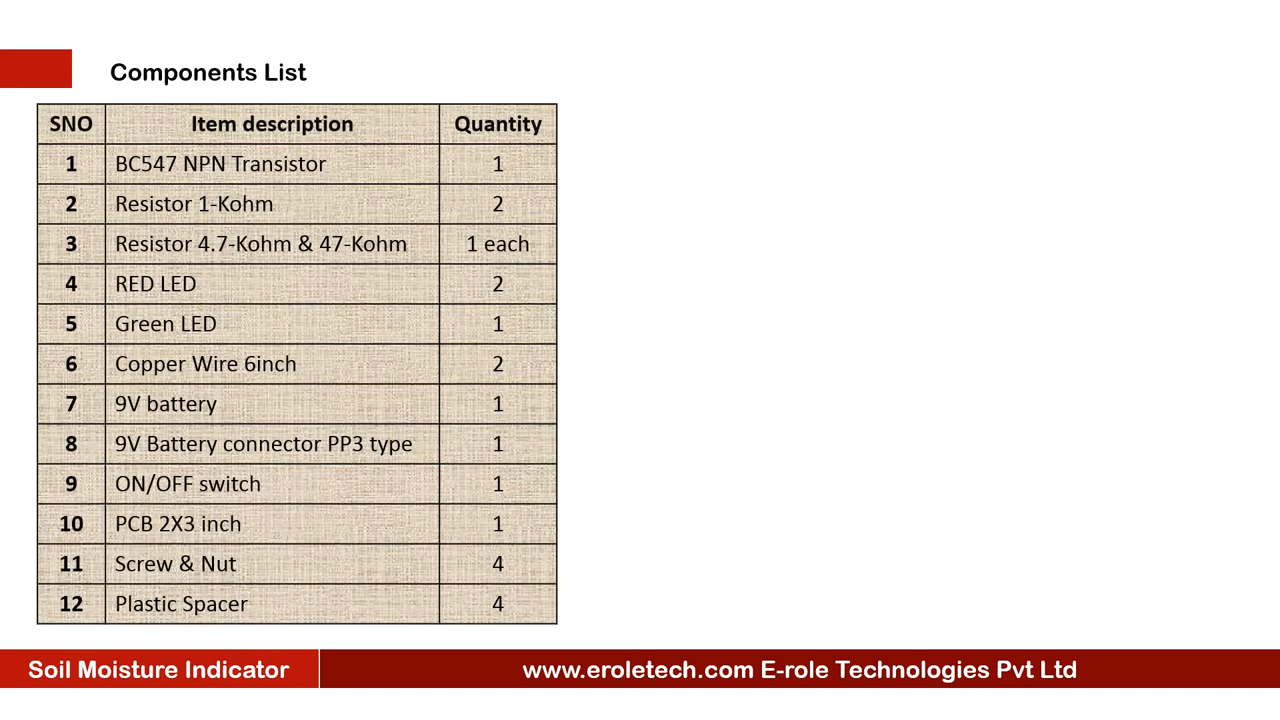 Components List
SNO Item description Quantity
1 BC547 NPN Transistor 1
2 Resistor 1-Kohm 2
3 Resistor 4.7-Kohm & 47-Kohm 1 each
4 RED LED 2
5 Green LED 1
6 Copper Wire 6inch 2
7 9V battery 1
8 9V Battery connector PP3 type 1
9 ON/OFF switch 1
10 PCB 2X3 inch 1
11 Screw & Nut 4
12 Plastic Spacer 4
Soil Moisture Indicator www.eroletech.com E-role Technologies Pvt Ltd